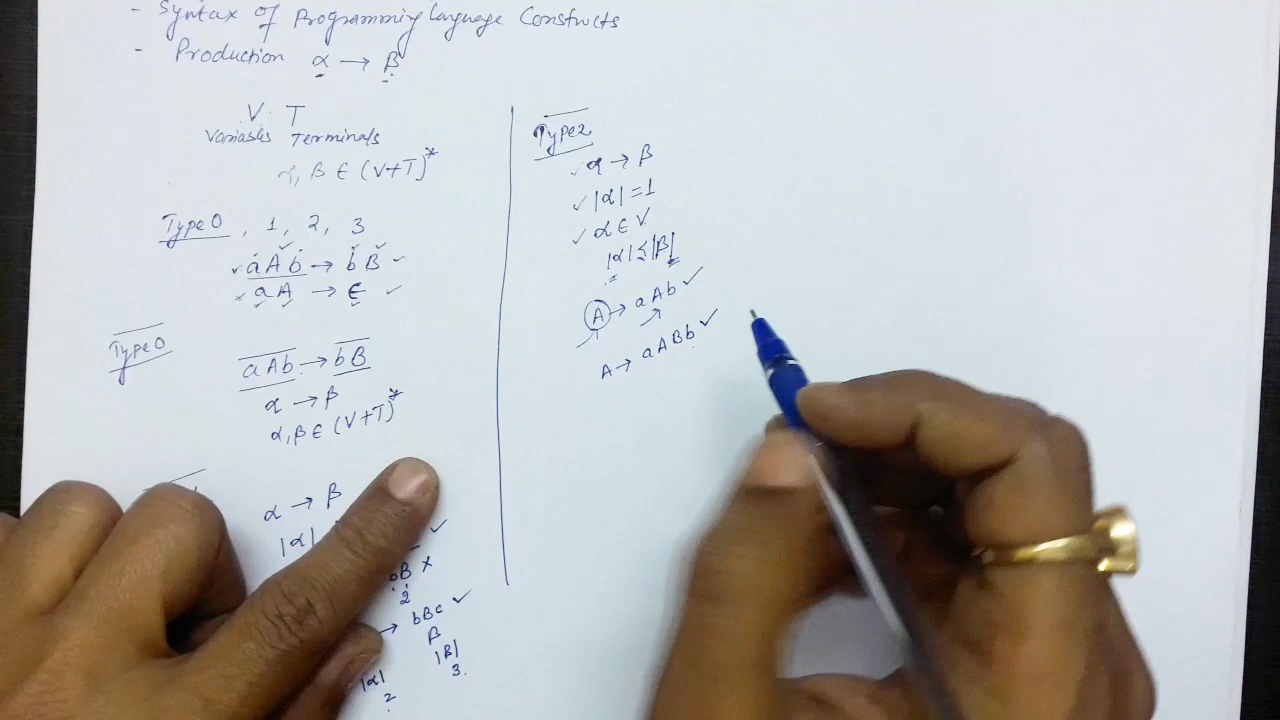 - Syntax of Programming Language Constructs
- Production α → β
V. T
Variables Terminals
α, β ∈ (V+T)*
Type 0, 1, 2, 3
aAb → bB
aA → ε
Type 0
aAb → bB
α → β
α, β ∈ (V+T)*
α → β
|α|
✓
aB ×
2
→ bBc ✓
β
|α| |β|
2 3.
Type 2
✓ α → β
✓ |α| = 1
✓ α ∈ V
|α| ≤ |β|
A → aAb ✓
A → aABb ✓